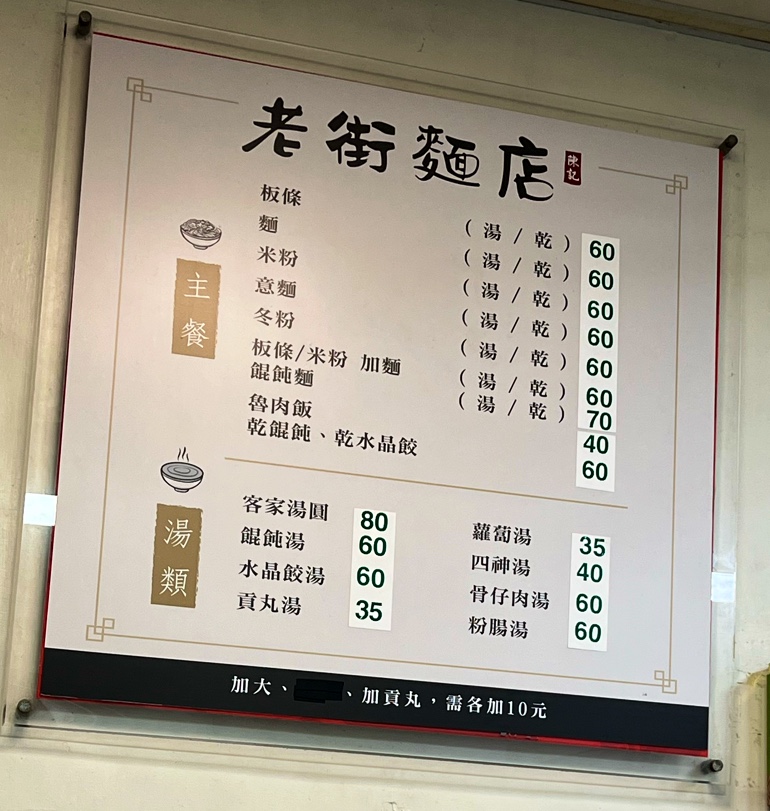 老街麵店 陳記
主餐
板條 (湯/乾) 60
麵 (湯/乾) 60
米粉 (湯/乾) 60
意麵 (湯/乾) 60
冬粉 (湯/乾) 60
板條/米粉 加麵 (湯/乾) 60
餛飩麵 (湯/乾) 70
魯肉飯 40
乾餛飩、乾水晶餃 60
湯類
客家湯圓 80
餛飩湯 60
水晶餃湯 60
貢丸湯 35
蘿蔔湯 35
四神湯 40
骨仔肉湯 60
粉腸湯 60
加大、、加貢丸，需各加10元